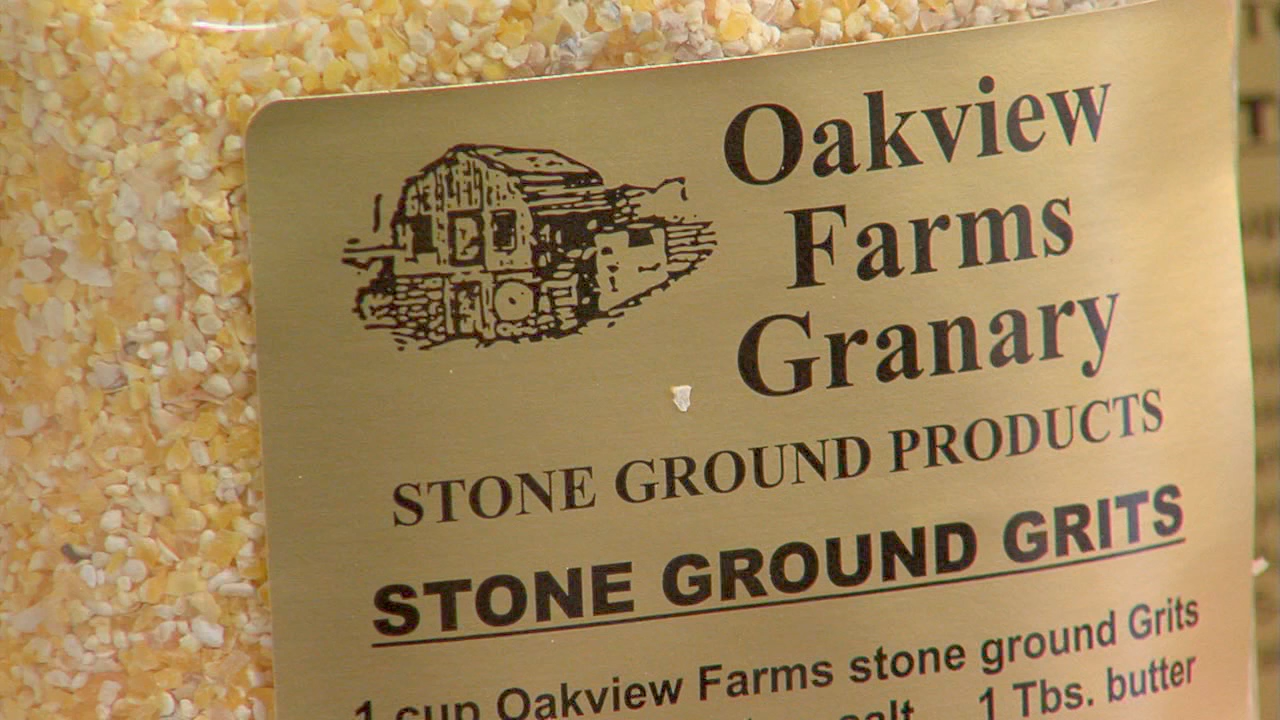 Oakview
Farms
Granary
STONE GROUND PRODUCTS
STONE GROUND GRITS
1 cup Oakview Farms stone ground Grits
salt 1 Tbs. butter